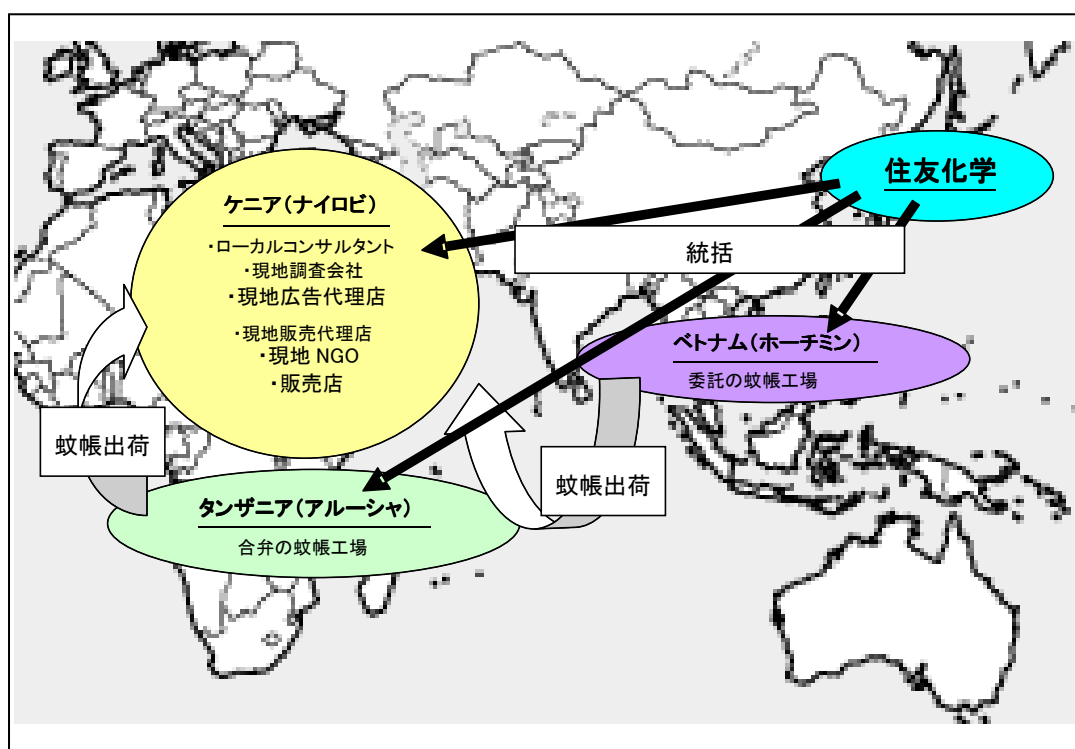 住友化学
ケニア(ナイロビ)
・ローカルコンサルタント
・現地調査会社
・現地広告代理店
・現地販売代理店
・現地 NGO
・販売店
統括
ベトナム(ホーチミン)
委託の蚊帳工場
蚊帳出荷
蚊帳出荷
タンザニア(アルーシャ)
合弁の蚊帳工場